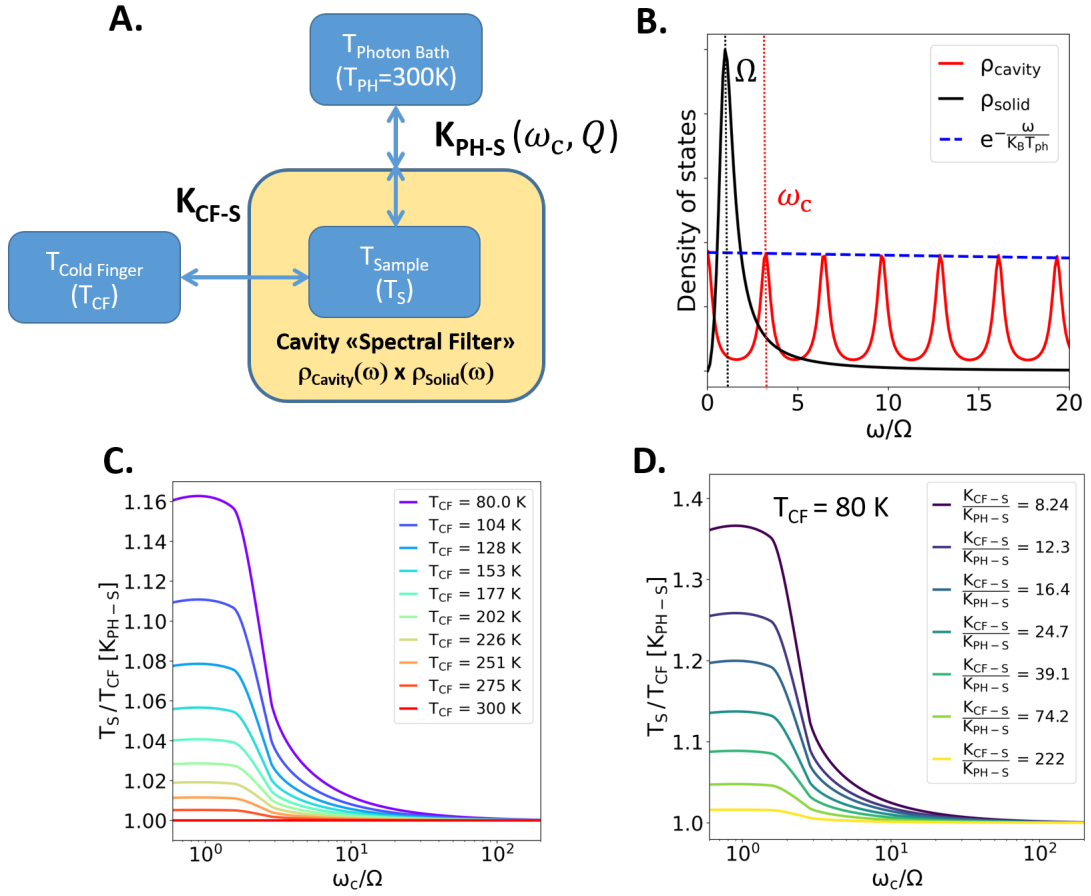 A.
T Photon Bath
(T_PH=300K)
K_PH-S (ω_c, Q)
K_CF-S
T Cold Finger
(T_CF)
T Sample
(T_S)
Cavity «Spectral Filter»
ρ_Cavity(ω) x ρ_Solid(ω)
B.
Density of states
Ω
ω_c
ρ_cavity
ρ_solid
e^{-ω/(K_B T_ph)}
0 5 10 15 20
ω/Ω
C.
T_S / T_CF [K_PH−S]
1.16
1.14
1.12
1.10
1.08
1.06
1.04
1.02
1.00
T_CF = 80.0 K
T_CF = 104 K
T_CF = 128 K
T_CF = 153 K
T_CF = 177 K
T_CF = 202 K
T_CF = 226 K
T_CF = 251 K
T_CF = 275 K
T_CF = 300 K
10^0 10^1 10^2
ω_c/Ω
D.
T_S / T_CF [K_PH−S]
1.4
1.3
1.2
1.1
1.0
T_CF = 80 K
K_CF−S / K_PH−S = 8.24
K_CF−S / K_PH−S = 12.3
K_CF−S / K_PH−S = 16.4
K_CF−S / K_PH−S = 24.7
K_CF−S / K_PH−S = 39.1
K_CF−S / K_PH−S = 74.2
K_CF−S / K_PH−S = 222
10^0 10^1 10^2
ω_c/Ω